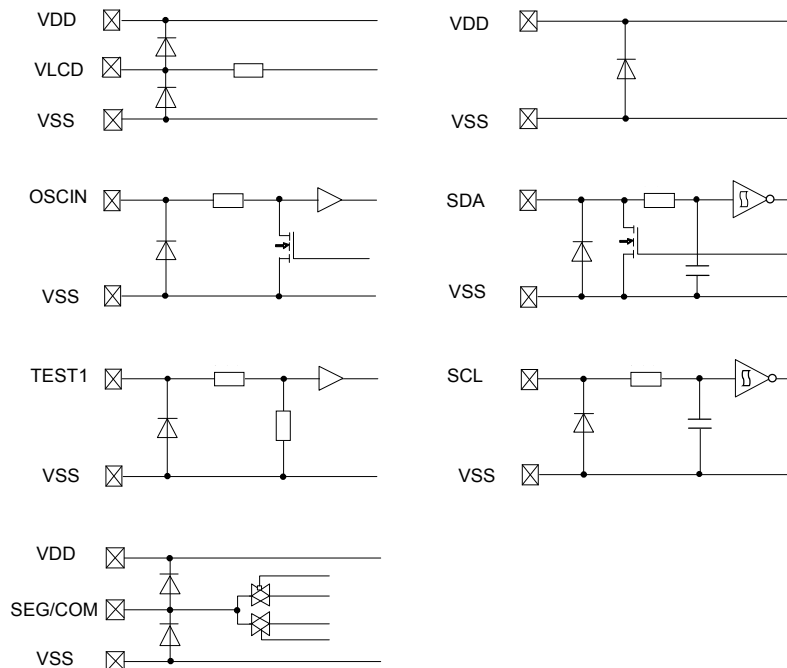 VDD
VLCD
VSS
VDD
VSS
OSCIN
VSS
SDA
VSS
TEST1
VSS
SCL
VSS
VDD
SEG/COM
VSS